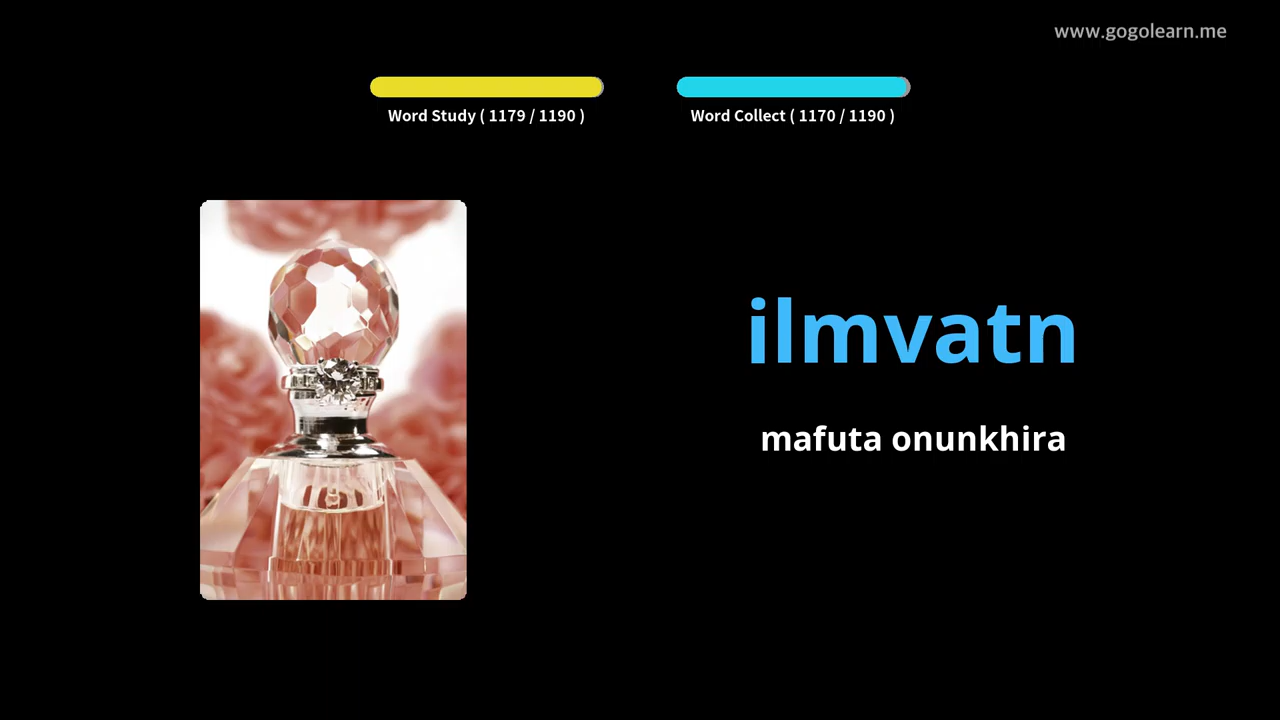 www.gogolearn.me
Word Study ( 1179 / 1190 )
Word Collect ( 1170 / 1190 )
ilmvatn
mafuta onunkhira